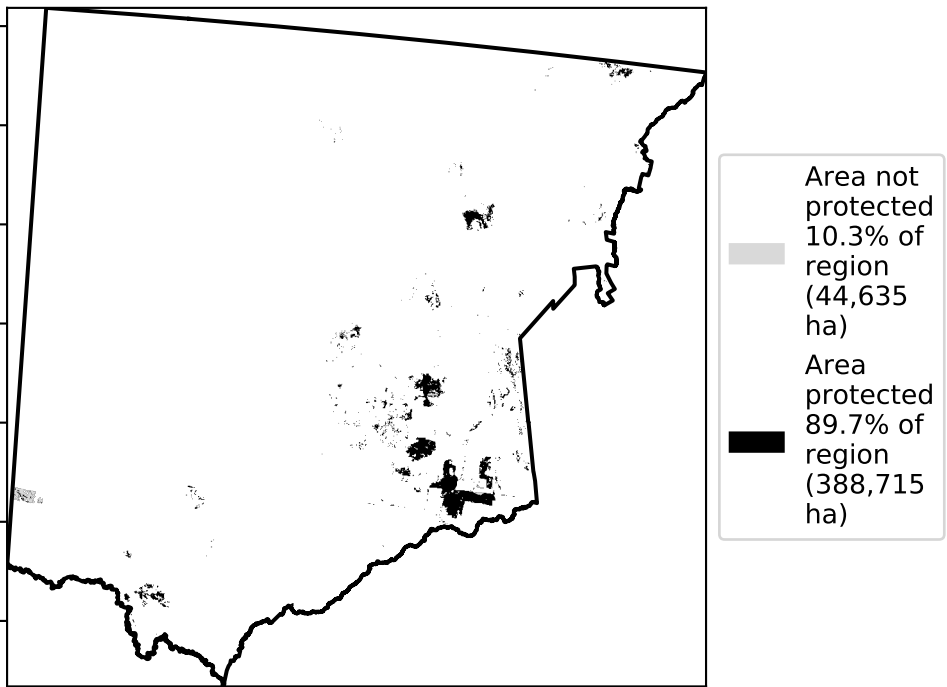 Area not
protected
10.3% of
region
(44,635
ha)
Area
protected
89.7% of
region
(388,715
ha)